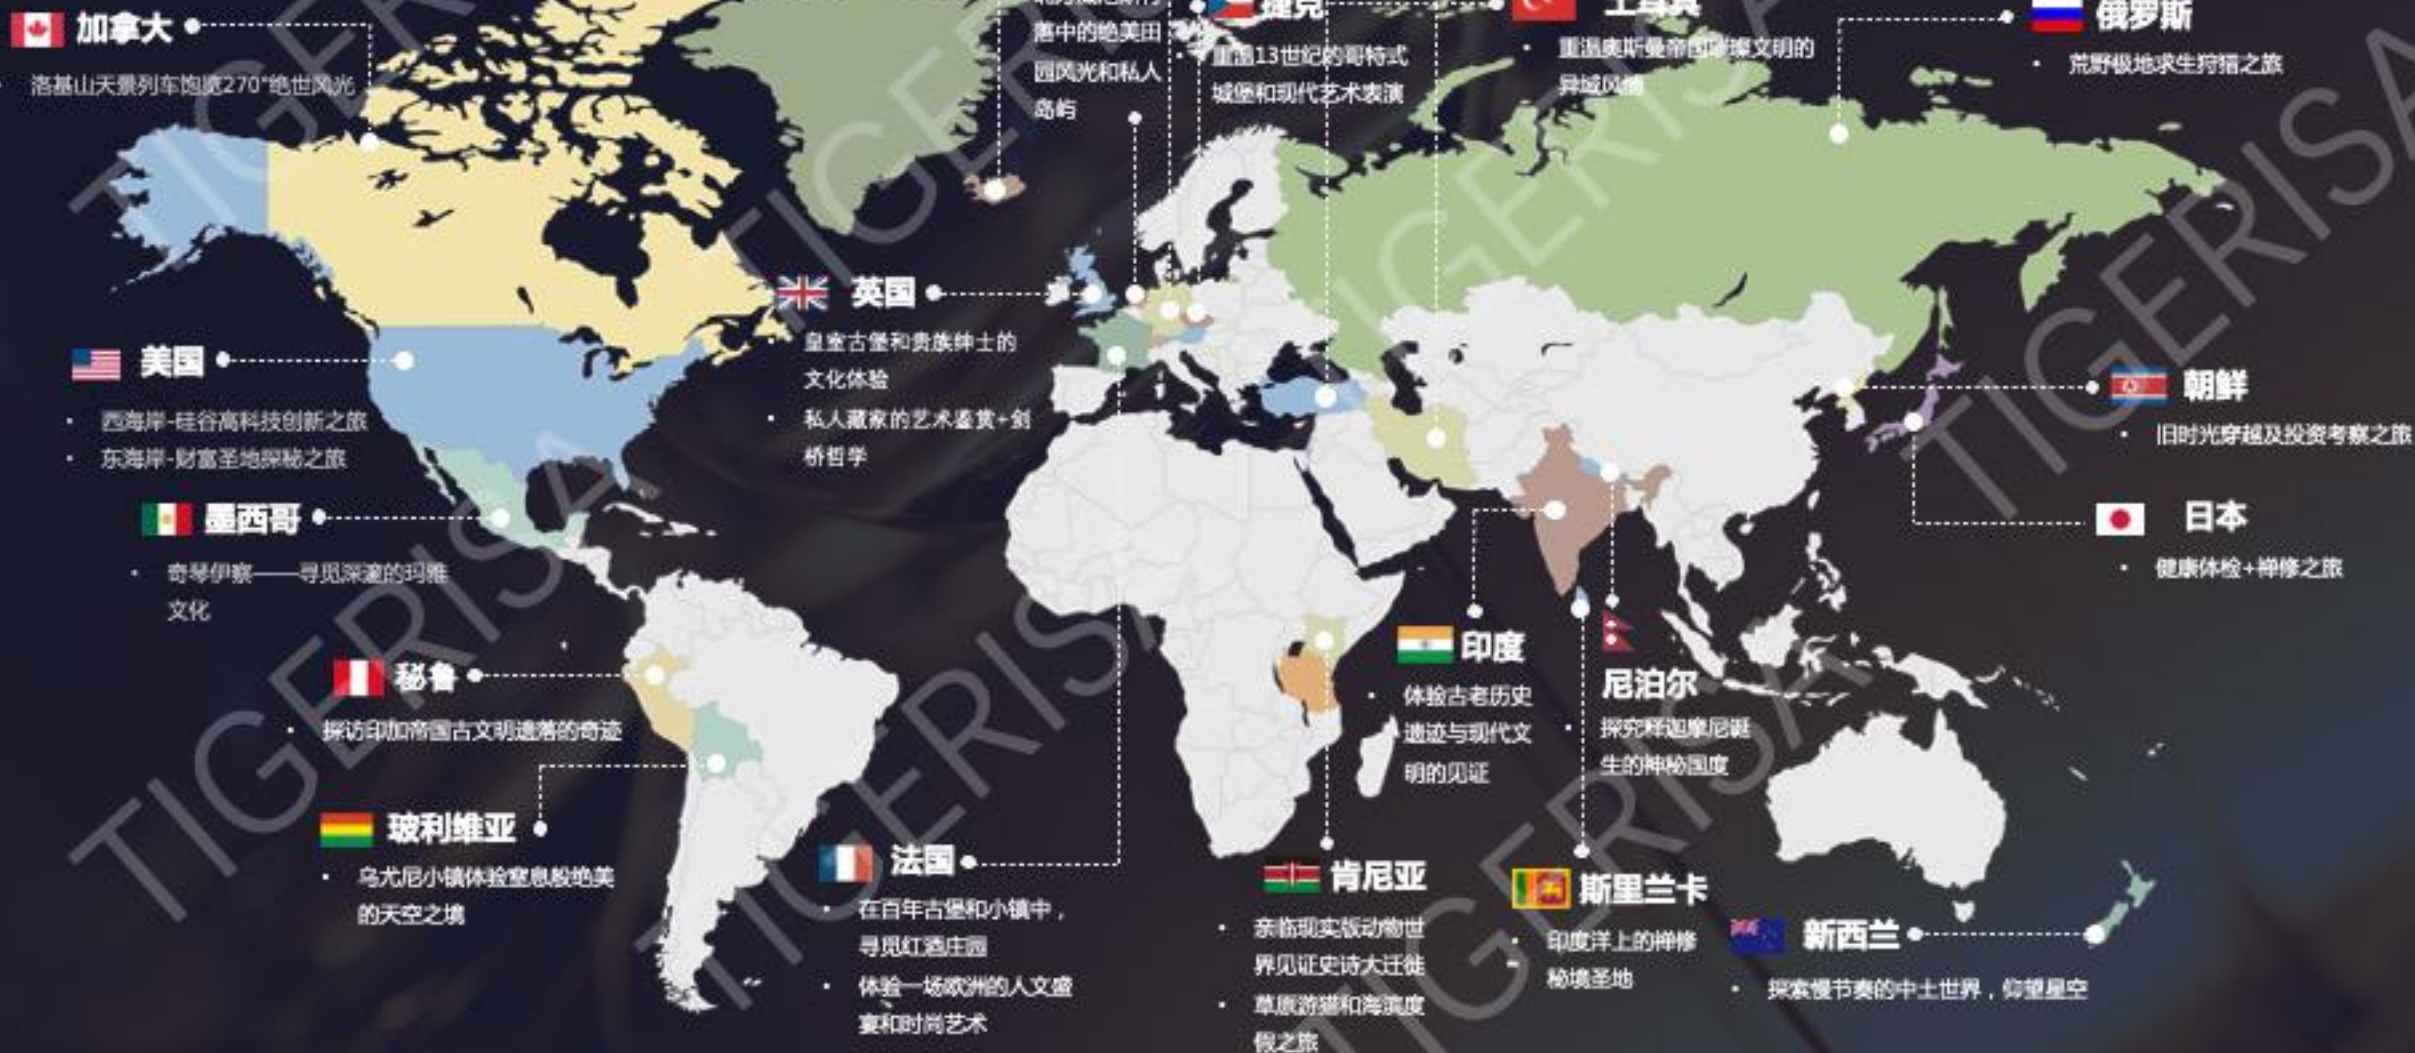 加拿大
洛基山天景列车饱览270°绝世风光
落中的绝美田
园风光和私人
岛屿
捷克
重温13世纪的哥特式
城堡和现代艺术表演
土耳其
重温奥斯曼帝国璀璨文明的
异域风情
俄罗斯
荒野极地求生狩猎之旅
美国
西海岸-硅谷高科技创新之旅
东海岸-财富圣地探秘之旅
英国
皇室古堡和贵族绅士的
文化体验
私人藏家的艺术鉴赏+剑
桥哲学
朝鲜
旧时光穿越及投资考察之旅
日本
健康体检+禅修之旅
墨西哥
奇琴伊察——寻觅深邃的玛雅
文化
秘鲁
探访印加帝国古文明遗落的奇迹
玻利维亚
乌尤尼小镇体验窒息般绝美
的天空之境
法国
在百年古堡和小镇中，
寻觅红酒庄园
体验一场欧洲的人文盛
宴和时尚艺术
肯尼亚
亲临现实版动物世
界见证史诗大迁徙
草原游猎和海滨度
假之旅
印度
体验古老历史
遗迹与现代文
明的见证
尼泊尔
探究释迦摩尼诞
生的神秘国度
斯里兰卡
印度洋上的禅修
秘境圣地
新西兰
探索慢节奏的中土世界，仰望星空
TIGERISA
TIGERISA
TIGERISA
TIGERISA
TIGERISA
TIGERISA